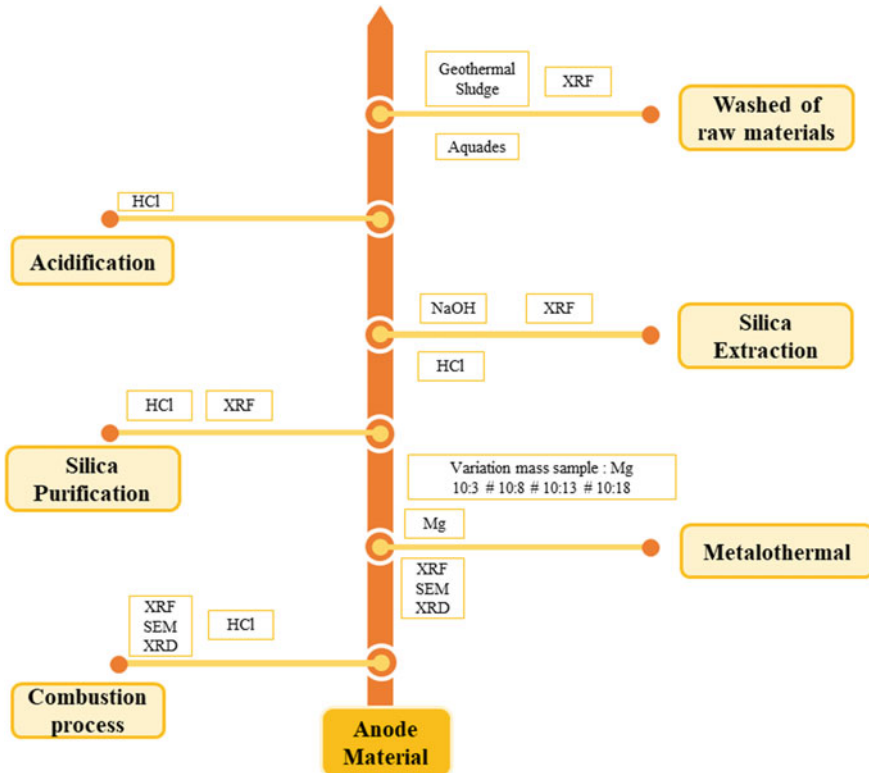 Geothermal
Sludge
XRF
Washed of
raw materials
Aquades
HCl
Acidification
NaOH
XRF
Silica
Extraction
HCl
HCl
XRF
Silica
Purification
Variation mass sample : Mg
10:3 # 10:8 # 10:13 # 10:18
Mg
Metalothermal
XRF
SEM
XRD
XRF
SEM
XRD
HCl
Combustion
process
Anode
Material